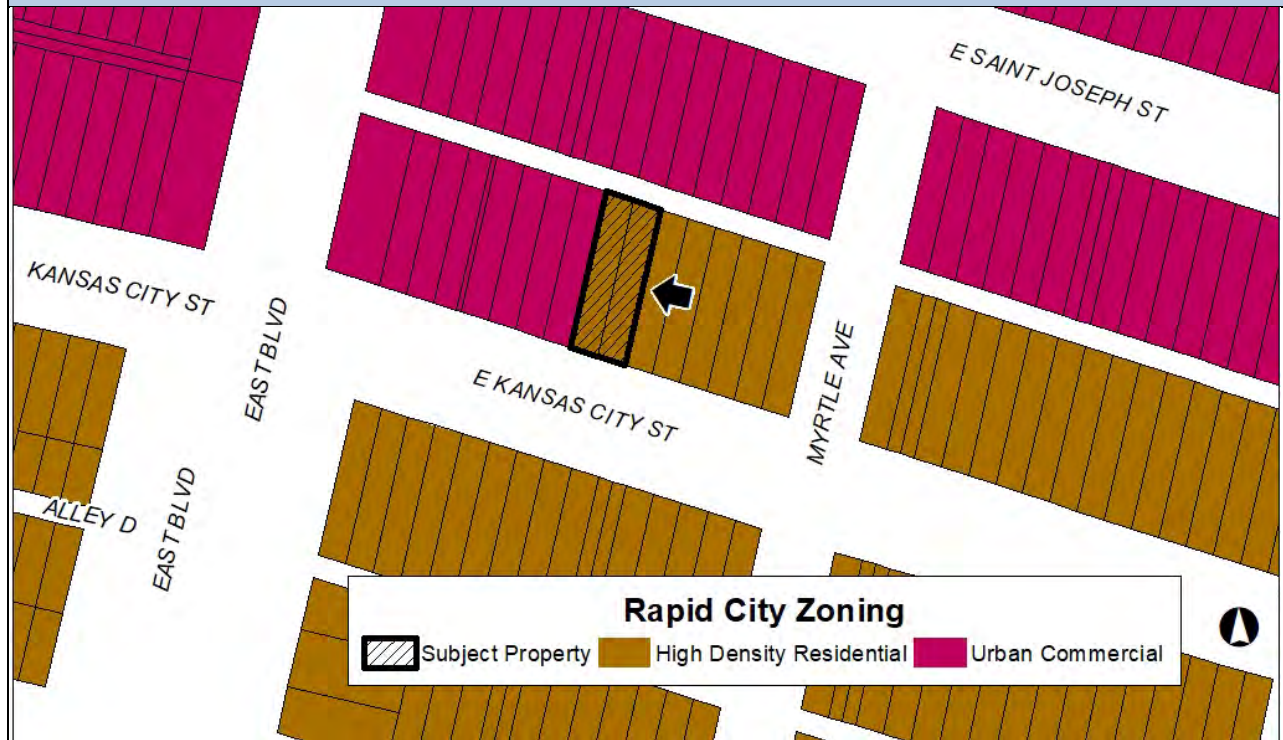 E SAINT JOSEPH ST
KANSAS CITY ST
EAST BLVD
E KANSAS CITY ST
MYRTLE AVE
ALLEY D
EAST BLVD
Rapid City Zoning
Subject Property High Density Residential Urban Commercial